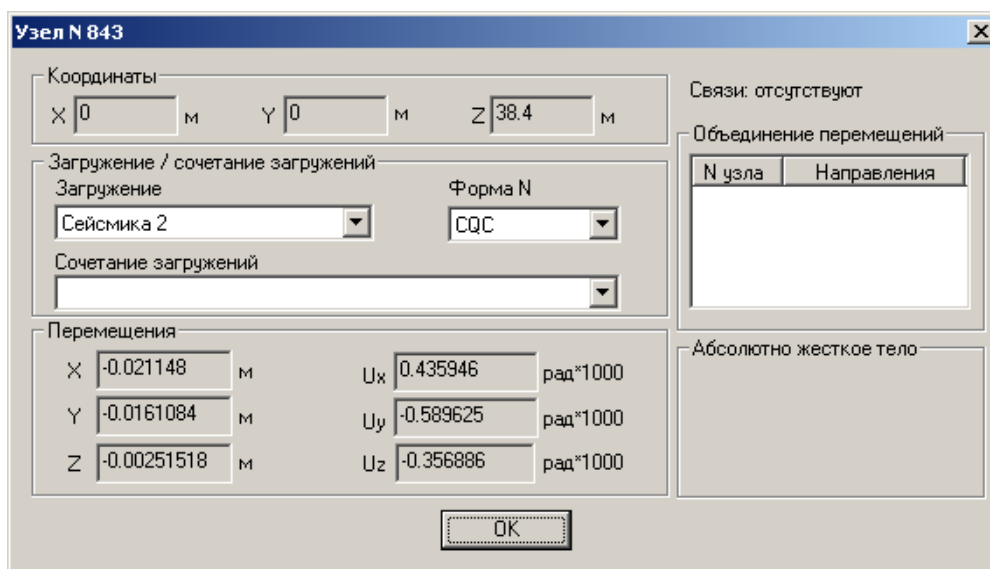 Узел N 843
Координаты
X 0 м Y 0 м Z 38.4 м
Связи: отсутствуют
Объединение перемещений
N узла Направления
Загружение / сочетание загружений
Загружение Форма N
Сейсмика 2 CQC
Сочетание загружений
Перемещения
X -0.021148 м Ux 0.435946 рад*1000
Y -0.0161084 м Uy -0.589625 рад*1000
Z -0.00251518 м Uz -0.356886 рад*1000
Абсолютно жесткое тело
OK